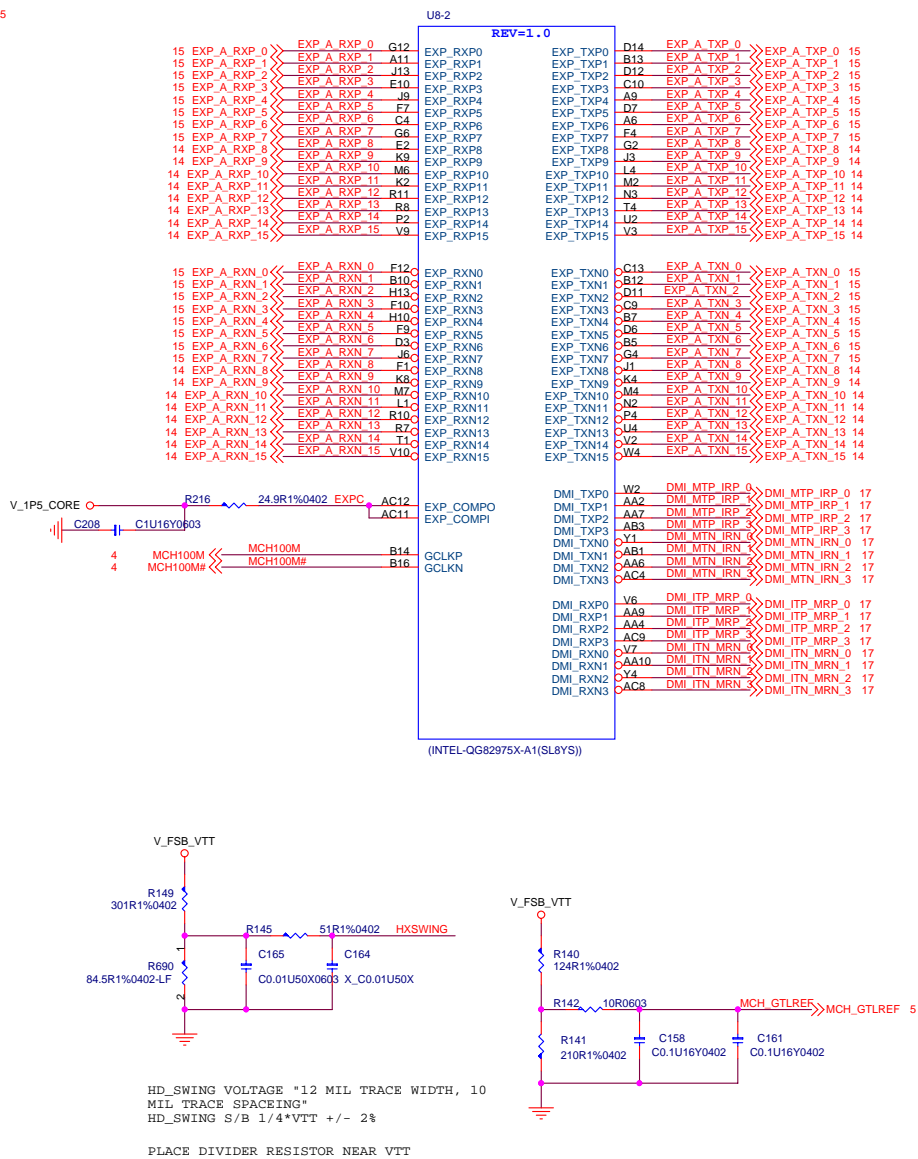 5
U8-2
REV=1.0
15 EXP_A_RXP_0 EXP_A_RXP_0 G12 EXP_RXP0 EXP_TXP0 D14 EXP_A_TXP_0 EXP_A_TXP_0 15
15 EXP_A_RXP_1 EXP_A_RXP_1 A11 EXP_RXP1 EXP_TXP1 B13 EXP_A_TXP_1 EXP_A_TXP_1 15
15 EXP_A_RXP_2 EXP_A_RXP_2 J13 EXP_RXP2 EXP_TXP2 D12 EXP_A_TXP_2 EXP_A_TXP_2 15
15 EXP_A_RXP_3 EXP_A_RXP_3 E10 EXP_RXP3 EXP_TXP3 C10 EXP_A_TXP_3 EXP_A_TXP_3 15
15 EXP_A_RXP_4 EXP_A_RXP_4 J9 EXP_RXP4 EXP_TXP4 A9 EXP_A_TXP_4 EXP_A_TXP_4 15
15 EXP_A_RXP_5 EXP_A_RXP_5 F7 EXP_RXP5 EXP_TXP5 D7 EXP_A_TXP_5 EXP_A_TXP_5 15
15 EXP_A_RXP_6 EXP_A_RXP_6 C4 EXP_RXP6 EXP_TXP6 A6 EXP_A_TXP_6 EXP_A_TXP_6 15
15 EXP_A_RXP_7 EXP_A_RXP_7 G6 EXP_RXP7 EXP_TXP7 F4 EXP_A_TXP_7 EXP_A_TXP_7 15
14 EXP_A_RXP_8 EXP_A_RXP_8 E2 EXP_RXP8 EXP_TXP8 G2 EXP_A_TXP_8 EXP_A_TXP_8 14
14 EXP_A_RXP_9 EXP_A_RXP_9 K9 EXP_RXP9 EXP_TXP9 J3 EXP_A_TXP_9 EXP_A_TXP_9 14
14 EXP_A_RXP_10 EXP_A_RXP_10 M6 EXP_RXP10 EXP_TXP10 L4 EXP_A_TXP_10 EXP_A_TXP_10 14
14 EXP_A_RXP_11 EXP_A_RXP_11 K2 EXP_RXP11 EXP_TXP11 M2 EXP_A_TXP_11 EXP_A_TXP_11 14
14 EXP_A_RXP_12 EXP_A_RXP_12 R11 EXP_RXP12 EXP_TXP12 N3 EXP_A_TXP_12 EXP_A_TXP_12 14
14 EXP_A_RXP_13 EXP_A_RXP_13 R8 EXP_RXP13 EXP_TXP13 T4 EXP_A_TXP_13 EXP_A_TXP_13 14
14 EXP_A_RXP_14 EXP_A_RXP_14 P2 EXP_RXP14 EXP_TXP14 U2 EXP_A_TXP_14 EXP_A_TXP_14 14
14 EXP_A_RXP_15 EXP_A_RXP_15 V9 EXP_RXP15 EXP_TXP15 V3 EXP_A_TXP_15 EXP_A_TXP_15 14
15 EXP_A_RXN_0 EXP_A_RXN_0 F12 EXP_RXN0 EXP_TXN0 C13 EXP_A_TXN_0 EXP_A_TXN_0 15
15 EXP_A_RXN_1 EXP_A_RXN_1 B10 EXP_RXN1 EXP_TXN1 B12 EXP_A_TXN_1 EXP_A_TXN_1 15
15 EXP_A_RXN_2 EXP_A_RXN_2 H13 EXP_RXN2 EXP_TXN2 D11 EXP_A_TXN_2 EXP_A_TXN_2 15
15 EXP_A_RXN_3 EXP_A_RXN_3 F10 EXP_RXN3 EXP_TXN3 C9 EXP_A_TXN_3 EXP_A_TXN_3 15
15 EXP_A_RXN_4 EXP_A_RXN_4 H10 EXP_RXN4 EXP_TXN4 B7 EXP_A_TXN_4 EXP_A_TXN_4 15
15 EXP_A_RXN_5 EXP_A_RXN_5 F9 EXP_RXN5 EXP_TXN5 D6 EXP_A_TXN_5 EXP_A_TXN_5 15
15 EXP_A_RXN_6 EXP_A_RXN_6 D3 EXP_RXN6 EXP_TXN6 B5 EXP_A_TXN_6 EXP_A_TXN_6 15
15 EXP_A_RXN_7 EXP_A_RXN_7 J6 EXP_RXN7 EXP_TXN7 G4 EXP_A_TXN_7 EXP_A_TXN_7 15
14 EXP_A_RXN_8 EXP_A_RXN_8 F1 EXP_RXN8 EXP_TXN8 J1 EXP_A_TXN_8 EXP_A_TXN_8 14
14 EXP_A_RXN_9 EXP_A_RXN_9 K8 EXP_RXN9 EXP_TXN9 K4 EXP_A_TXN_9 EXP_A_TXN_9 14
14 EXP_A_RXN_10 EXP_A_RXN_10 M7 EXP_RXN10 EXP_TXN10 M4 EXP_A_TXN_10 EXP_A_TXN_10 14
14 EXP_A_RXN_11 EXP_A_RXN_11 L1 EXP_RXN11 EXP_TXN11 N2 EXP_A_TXN_11 EXP_A_TXN_11 14
14 EXP_A_RXN_12 EXP_A_RXN_12 R10 EXP_RXN12 EXP_TXN12 P4 EXP_A_TXN_12 EXP_A_TXN_12 14
14 EXP_A_RXN_13 EXP_A_RXN_13 R7 EXP_RXN13 EXP_TXN13 U4 EXP_A_TXN_13 EXP_A_TXN_13 14
14 EXP_A_RXN_14 EXP_A_RXN_14 T1 EXP_RXN14 EXP_TXN14 V2 EXP_A_TXN_14 EXP_A_TXN_14 14
14 EXP_A_RXN_15 EXP_A_RXN_15 V10 EXP_RXN15 EXP_TXN15 W4 EXP_A_TXN_15 EXP_A_TXN_15 14
V_1P5_CORE R216 24.9R1%0402 EXPC AC12 EXP_COMPO
AC11 EXP_COMPI
C208 C1U16Y0603
4 MCH100M MCH100M B14 GCLKP
4 MCH100M# MCH100M# B16 GCLKN
DMI_TXP0 W2 DMI_MTP_IRP_0 DMI_MTP_IRP_0 17
DMI_TXP1 AA2 DMI_MTP_IRP_1 DMI_MTP_IRP_1 17
DMI_TXP2 AA7 DMI_MTP_IRP_2 DMI_MTP_IRP_2 17
DMI_TXP3 AB3 DMI_MTP_IRP_3 DMI_MTP_IRP_3 17
DMI_TXN0 Y1 DMI_MTN_IRN_0 DMI_MTN_IRN_0 17
DMI_TXN1 AB1 DMI_MTN_IRN_1 DMI_MTN_IRN_1 17
DMI_TXN2 AA6 DMI_MTN_IRN_2 DMI_MTN_IRN_2 17
DMI_TXN3 AC4 DMI_MTN_IRN_3 DMI_MTN_IRN_3 17
DMI_RXP0 V6 DMI_ITP_MRP_0 DMI_ITP_MRP_0 17
DMI_RXP1 AA9 DMI_ITP_MRP_1 DMI_ITP_MRP_1 17
DMI_RXP2 AA4 DMI_ITP_MRP_2 DMI_ITP_MRP_2 17
DMI_RXP3 AC9 DMI_ITP_MRP_3 DMI_ITP_MRP_3 17
DMI_RXN0 V7 DMI_ITN_MRN_0 DMI_ITN_MRN_0 17
DMI_RXN1 AA10 DMI_ITN_MRN_1 DMI_ITN_MRN_1 17
DMI_RXN2 Y4 DMI_ITN_MRN_2 DMI_ITN_MRN_2 17
DMI_RXN3 AC8 DMI_ITN_MRN_3 DMI_ITN_MRN_3 17
(INTEL-QG82975X-A1(SL8YS))
V_FSB_VTT
R149
301R1%0402
R145 51R1%0402 HXSWING
1
R690
84.5R1%0402-LF
2
C165
C0.01U50X0603
C164
X_C0.01U50X
V_FSB_VTT
R140
124R1%0402
R142 10R0603 MCH_GTLREF MCH_GTLREF 5
R141
210R1%0402
C158
C0.1U16Y0402
C161
C0.1U16Y0402
HD_SWING VOLTAGE "12 MIL TRACE WIDTH, 10
MIL TRACE SPACEING"
HD_SWING S/B 1/4*VTT +/- 2%
PLACE DIVIDER RESISTOR NEAR VTT